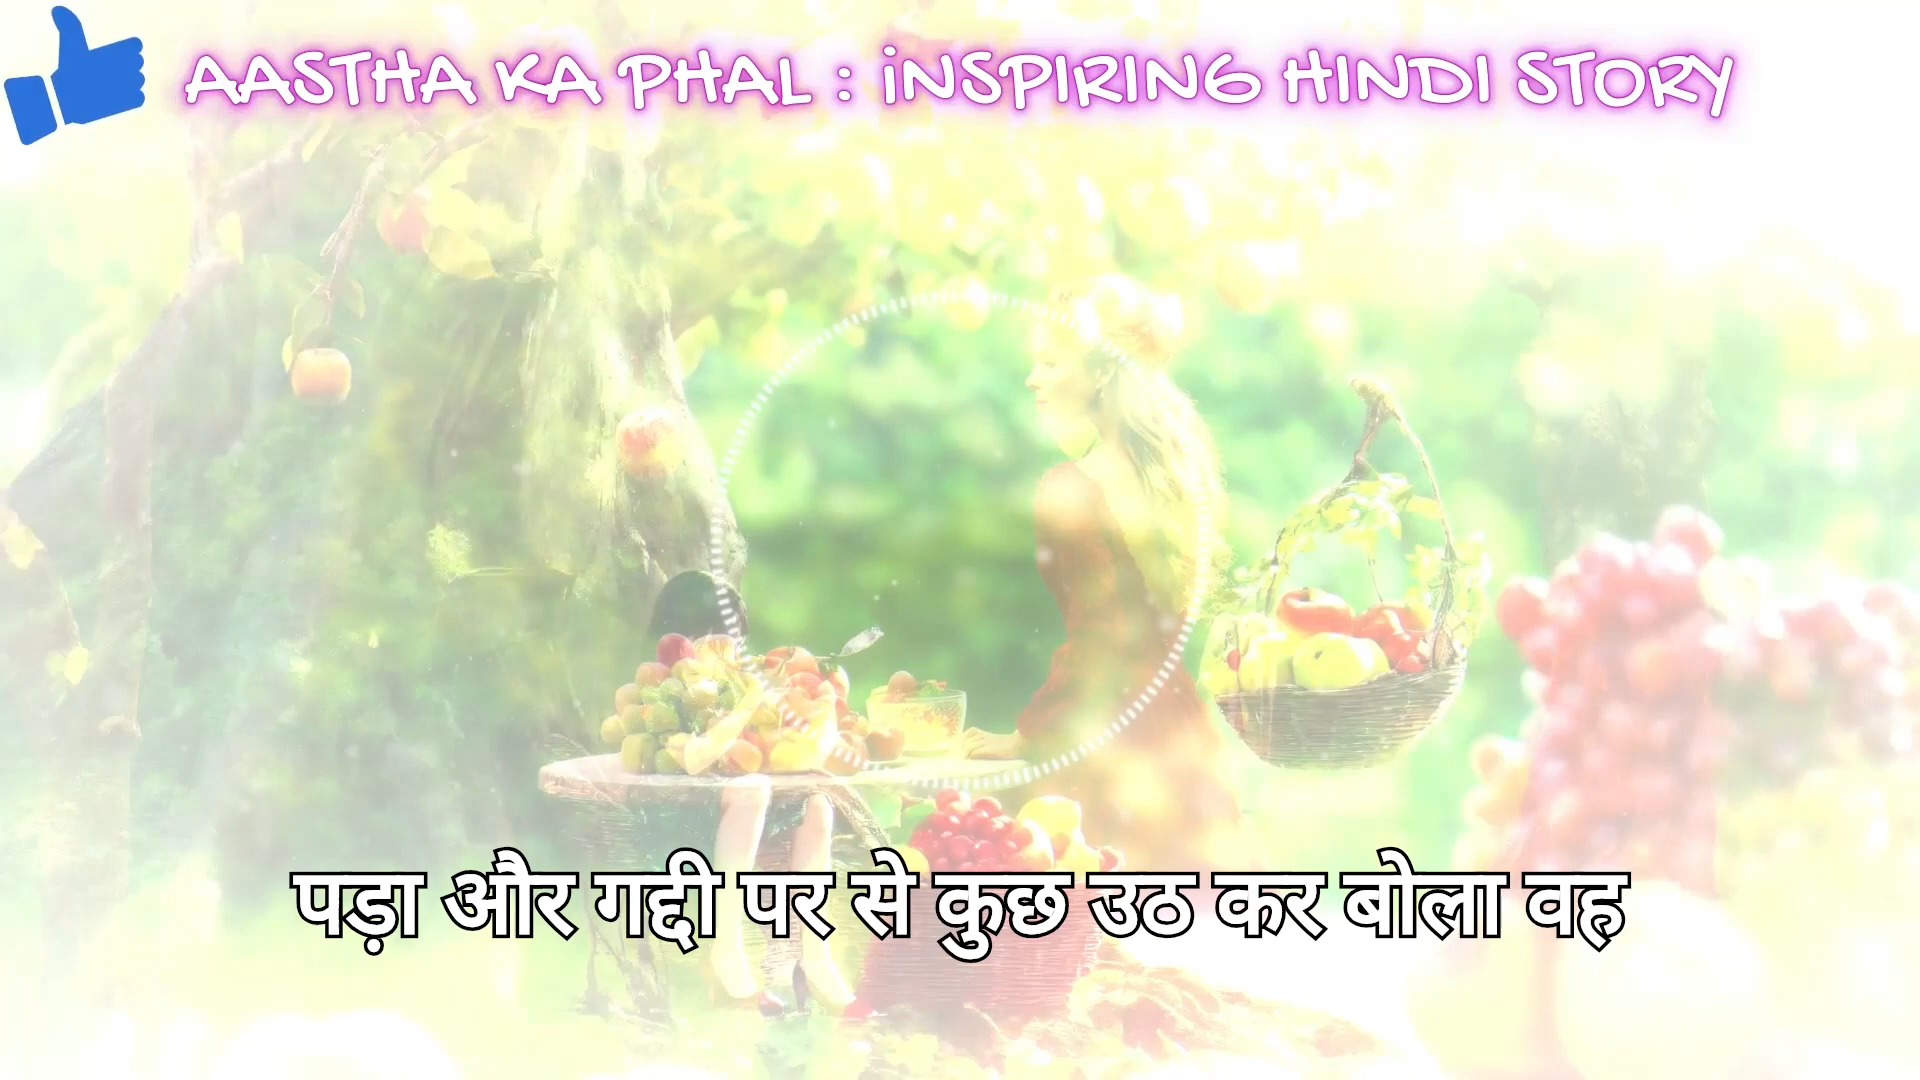 AASTHA KA PHAL : iNSPIRING HINDI STORY
पड़ा और गद्दी पर से कुछ उठ कर बोला वह